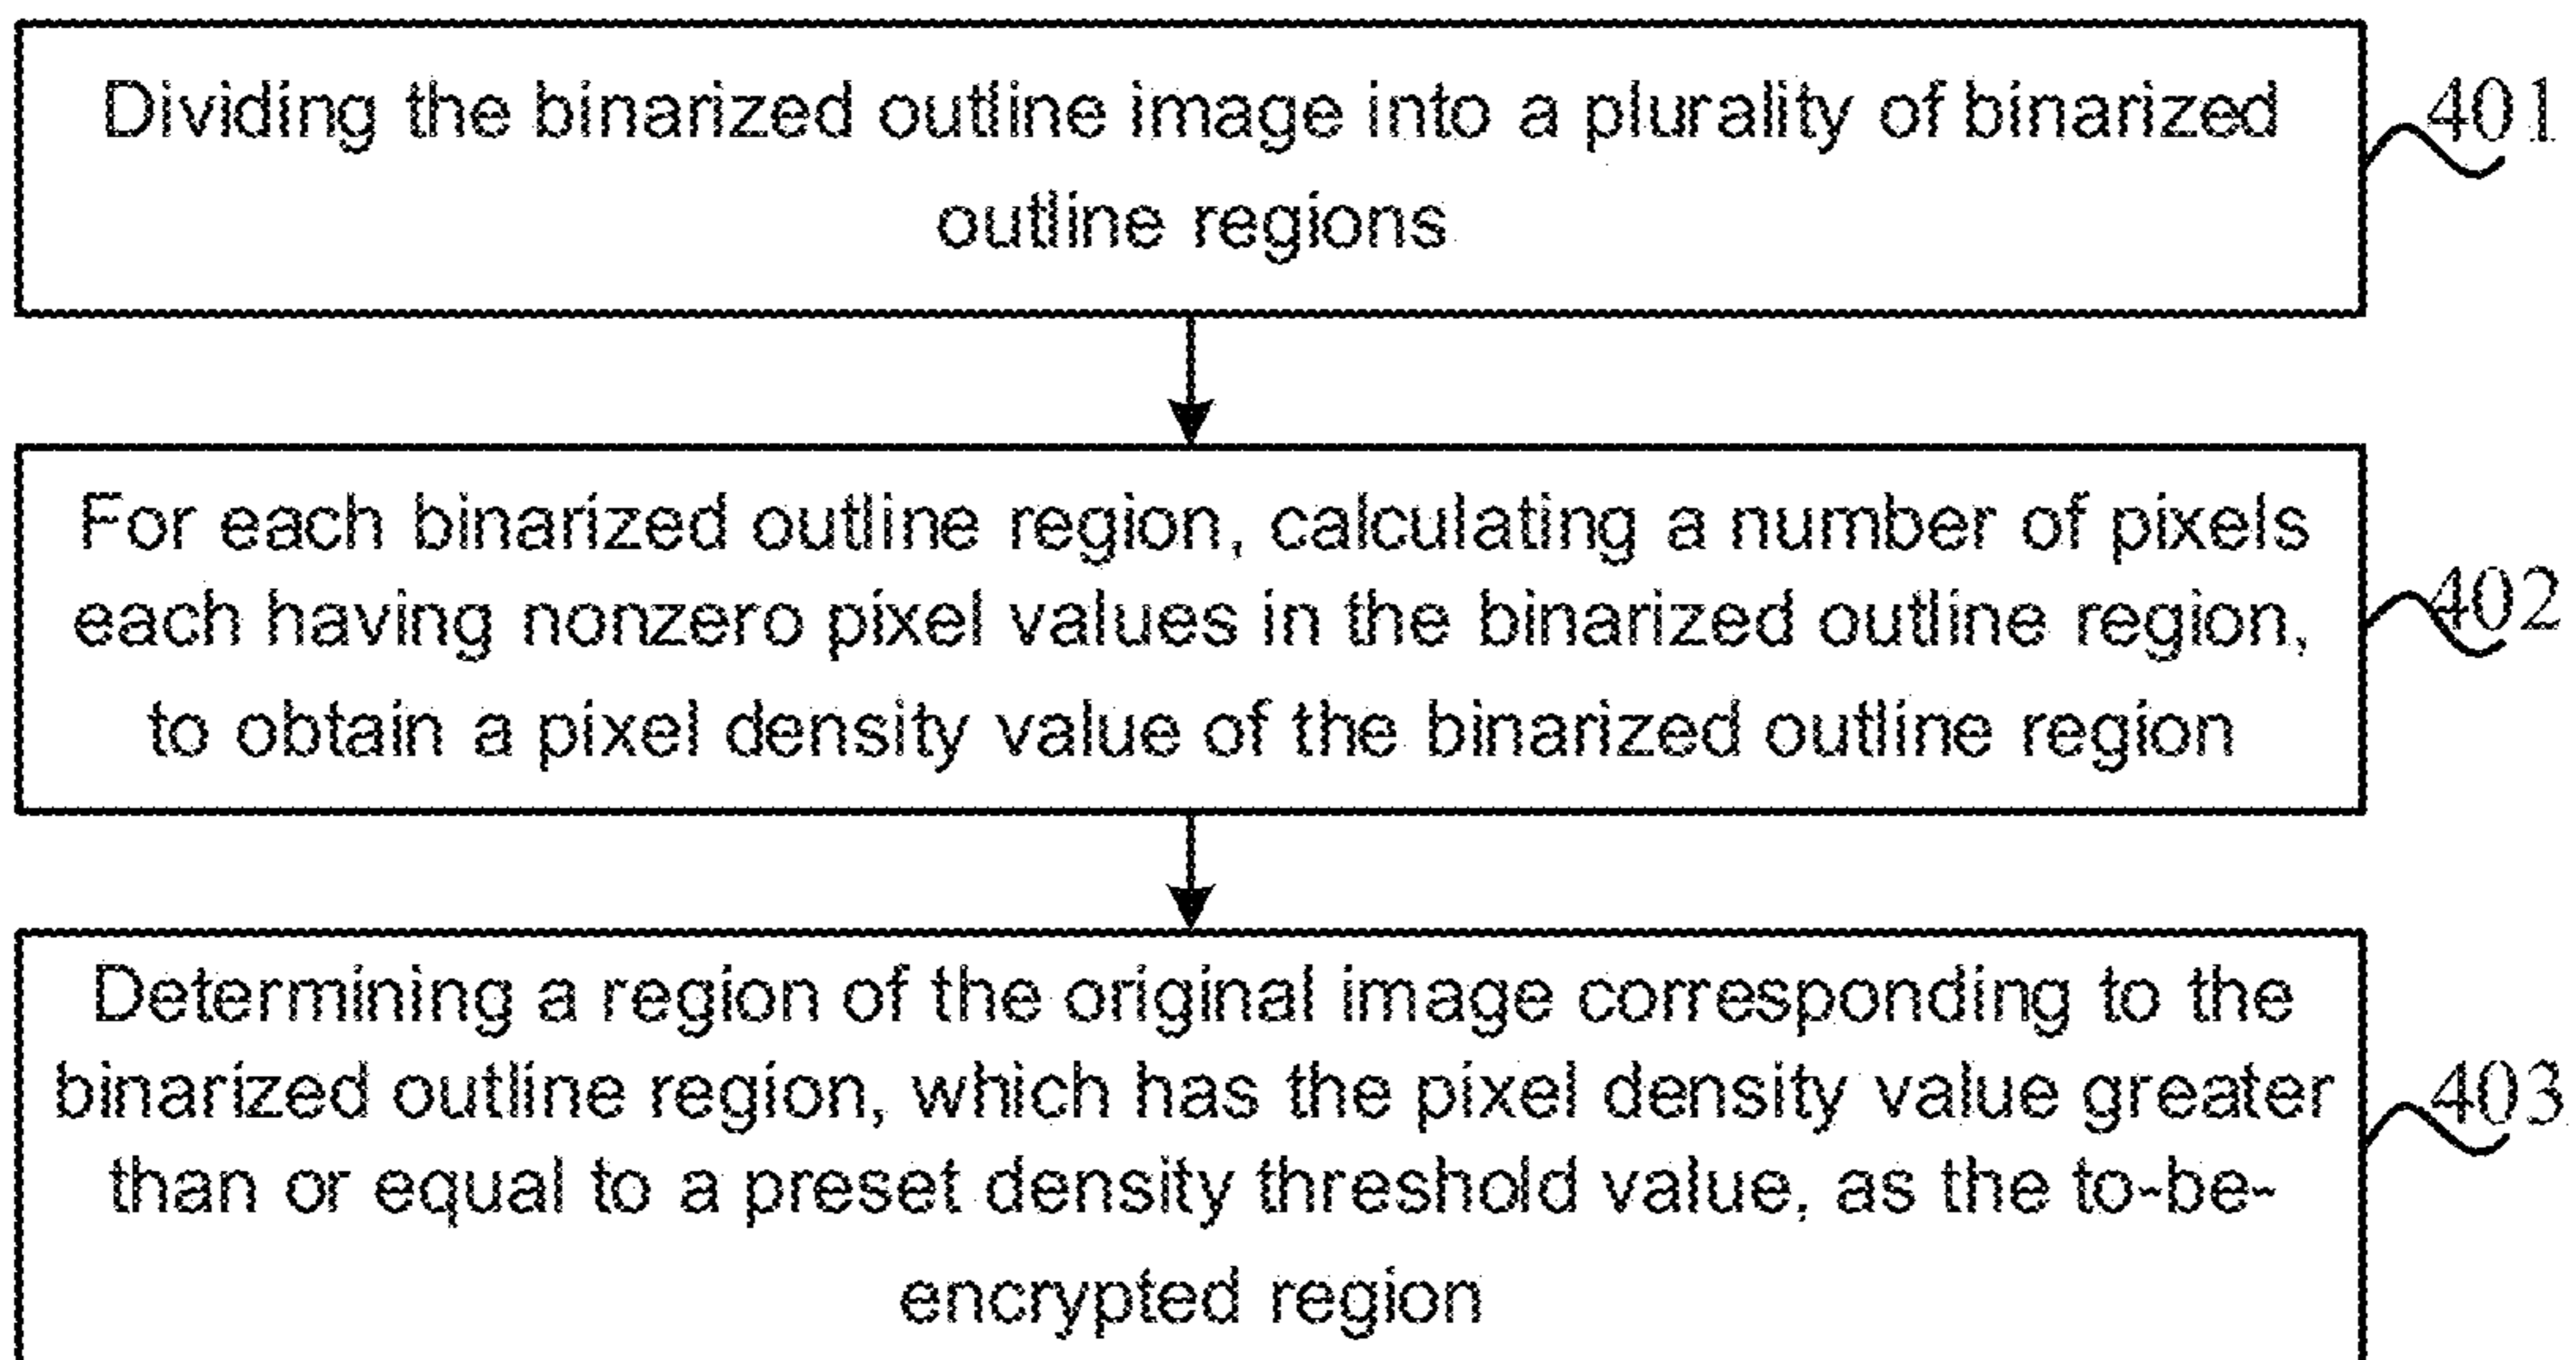 Dividing the binarized outline image into a plurality of binarized
outline regions
401
For each binarized outline region, calculating a number of pixels
each having nonzero pixel values in the binarized outline region,
to obtain a pixel density value of the binarized outline region
402
Determining a region of the original image corresponding to the
binarized outline region, which has the pixel density value greater
than or equal to a preset density threshold value, as the to-be-
encrypted region
403